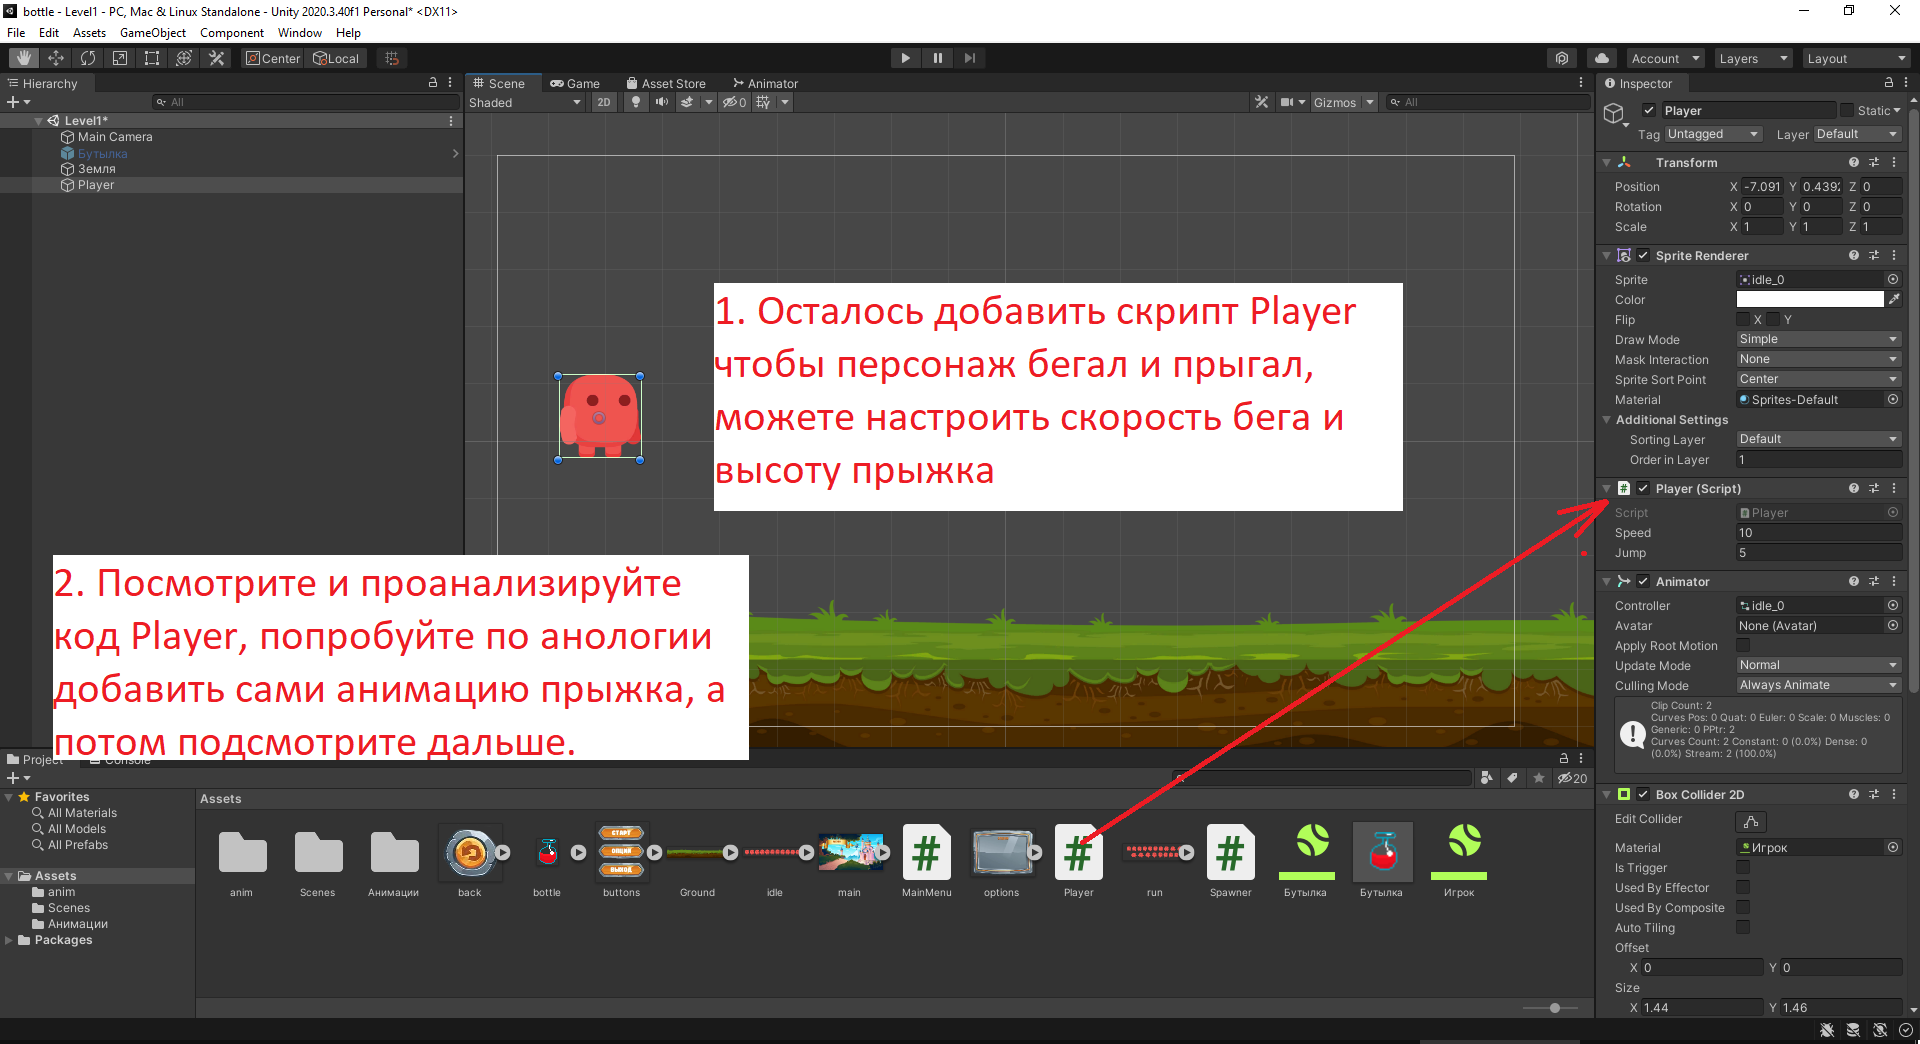 bottle - Level1 - PC, Mac & Linux Standalone - Unity 2020.3.40f1 Personal* <DX11>
File Edit Assets GameObject Component Window Help
Center Local
Account Layers Layout
Hierarchy
All
Level1*
Main Camera
Бутылка
Земля
Player
Scene Game Asset Store Animator
Shaded 2D 0 Gizmos All
1. Осталось добавить скрипт Player
чтобы персонаж бегал и прыгал,
можете настроить скорость бега и
высоту прыжка
2. Посмотрите и проанализируйте
код Player, попробуйте по анологии
добавить сами анимацию прыжка, а
потом подсмотрите дальше.
Inspector
Player Static
Tag Untagged Layer Default
Transform
Position X -7.091 Y 0.4392 Z 0
Rotation X 0 Y 0 Z 0
Scale X 1 Y 1 Z 1
Sprite Renderer
Sprite idle_0
Color
Flip X Y
Draw Mode Simple
Mask Interaction None
Sprite Sort Point Center
Material Sprites-Default
Additional Settings
Sorting Layer Default
Order in Layer 1
Player (Script)
Script Player
Speed 10
Jump 5
Animator
Controller idle_0
Avatar None (Avatar)
Apply Root Motion
Update Mode Normal
Culling Mode Always Animate
Clip Count: 2
Curves Pos: 0 Quat: 0 Euler: 0 Scale: 0 Muscles: 0
Generic: 0 PPtr: 2
Curves Count: 2 Constant: 0 (0.0%) Dense: 0
(0.0%) Stream: 2 (100.0%)
Box Collider 2D
Edit Collider
Material Игрок
Is Trigger
Used By Effector
Used By Composite
Auto Tiling
Offset
X 0 Y 0
Size
X 1.44 Y 1.46
Project Console
20
Favorites
All Materials
All Models
All Prefabs
Assets
anim
Scenes
Анимации
Packages
Assets
СТАРТ
ОПЦИИ
ВЫХОД
anim Scenes Анимации back bottle buttons Ground idle main MainMenu options Player run Spawner Бутылка Бутылка Игрок